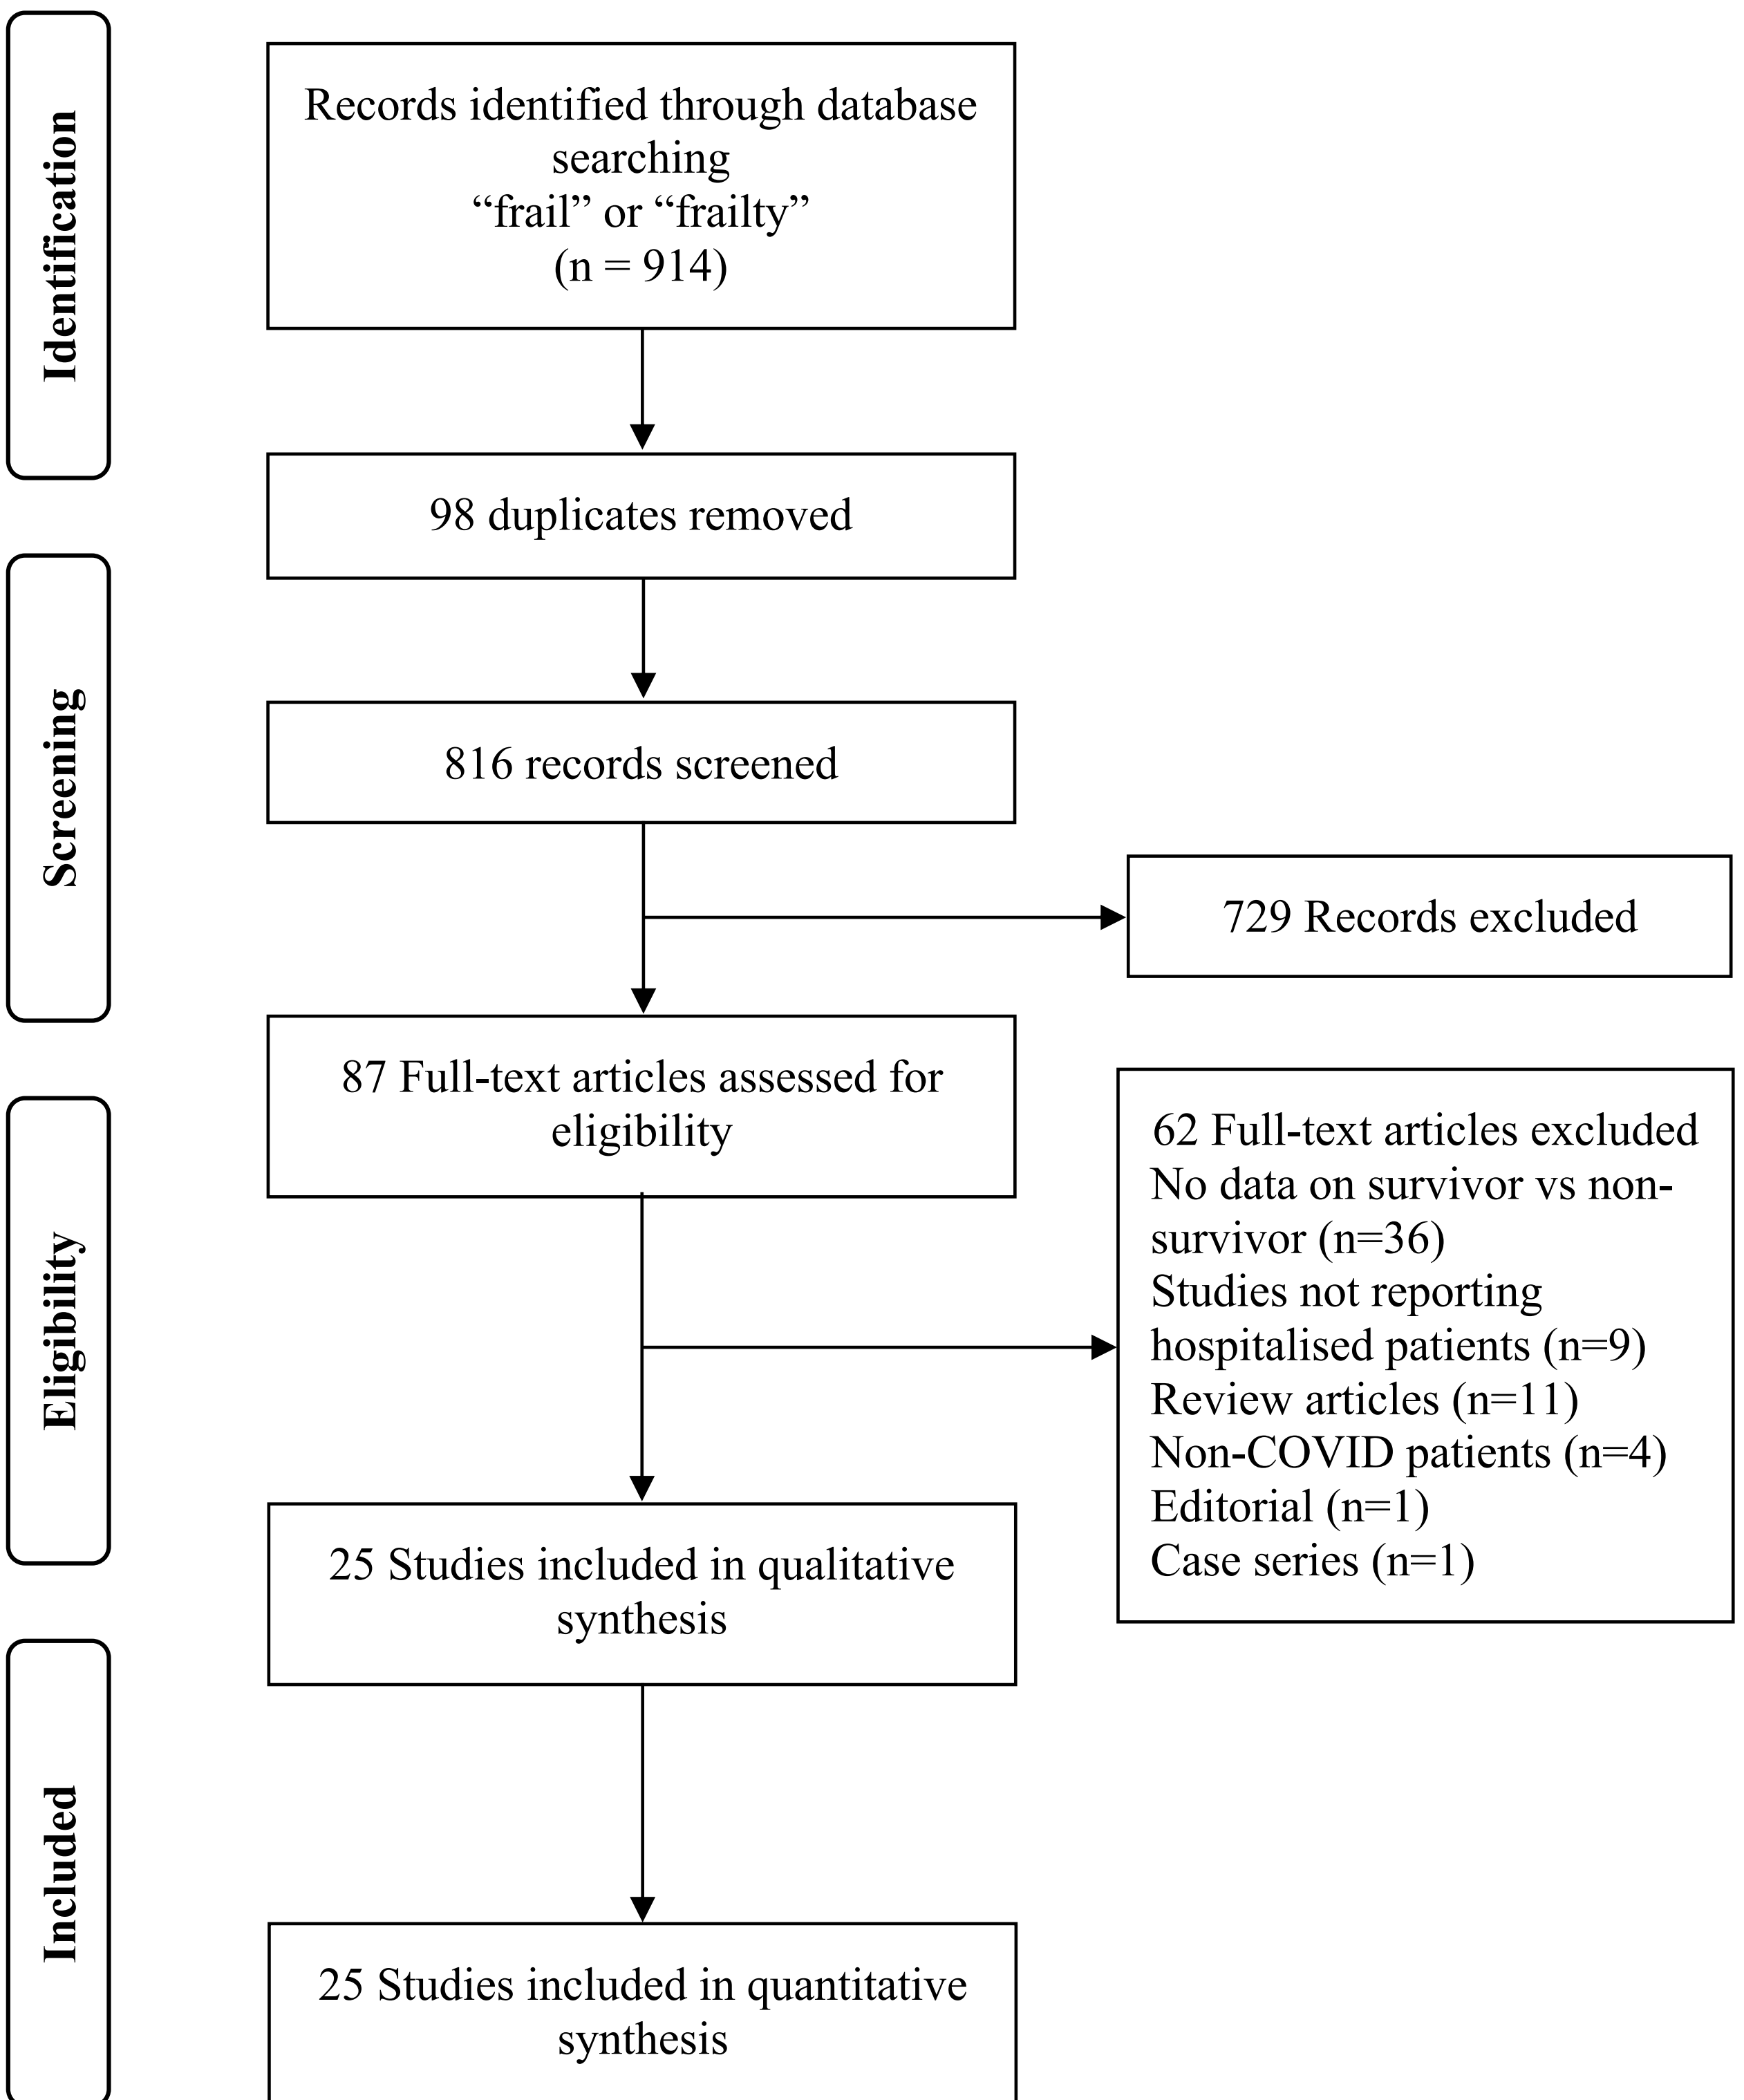 Identification
Records identified through database
searching
“frail” or “frailty”
(n = 914)
98 duplicates removed
Screening
816 records screened
729 Records excluded
87 Full-text articles assessed for
eligibility
Eligibility
62 Full-text articles excluded
No data on survivor vs non-
survivor (n=36)
Studies not reporting
hospitalised patients (n=9)
Review articles (n=11)
Non-COVID patients (n=4)
Editorial (n=1)
Case series (n=1)
25 Studies included in qualitative
synthesis
Included
25 Studies included in quantitative
synthesis